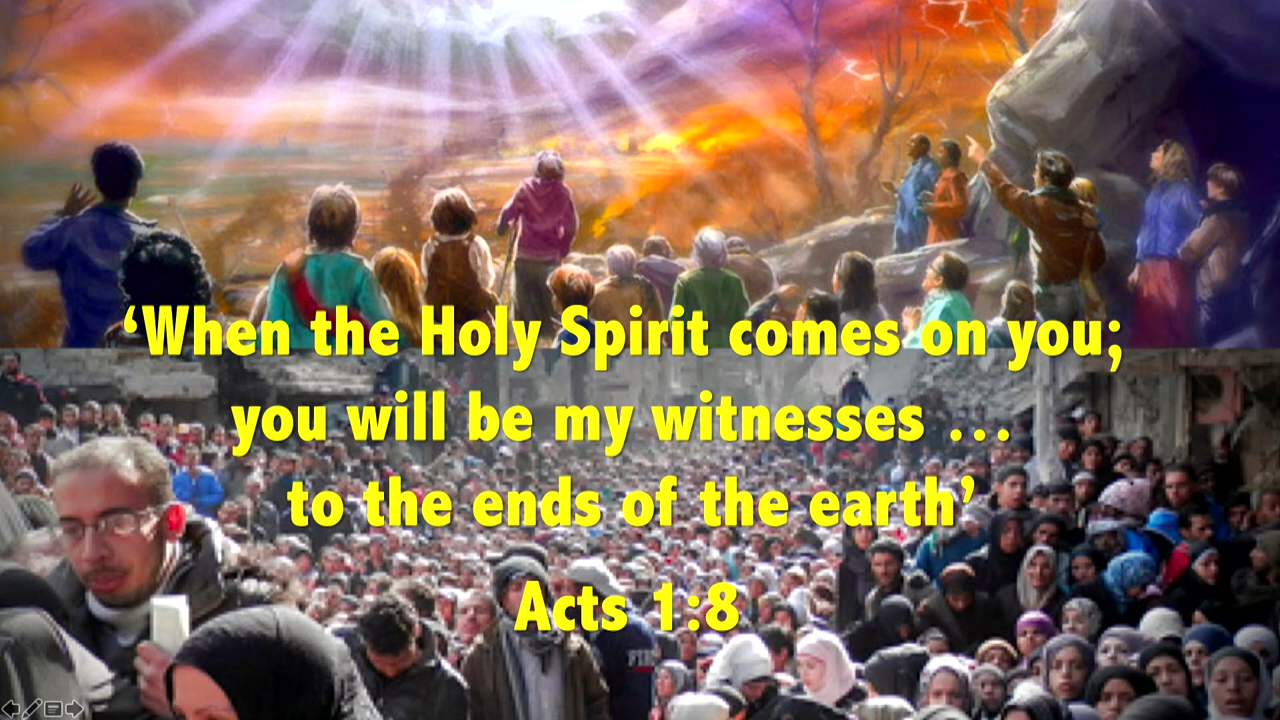 ‘When the Holy Spirit comes on you;
you will be my witnesses …
to the ends of the earth’
Acts 1:8
FIRE